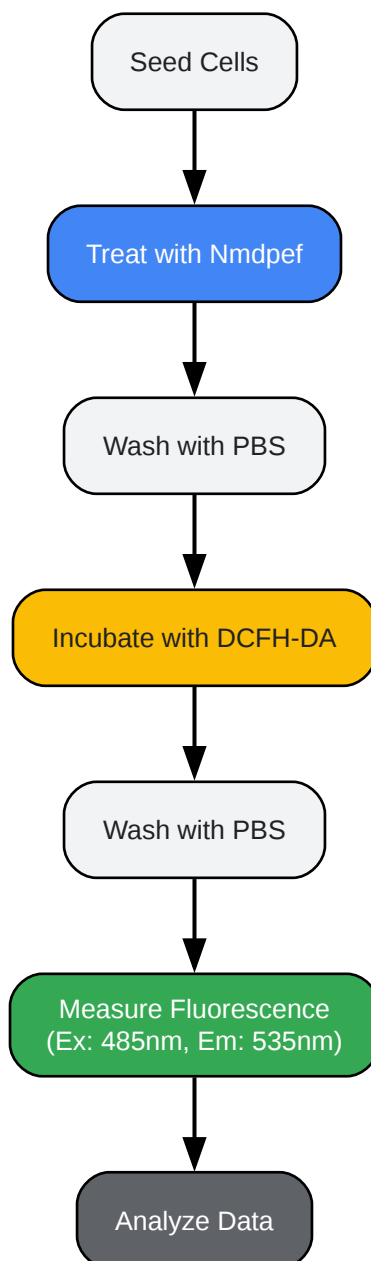 Seed Cells
Treat with Nmdpef
Wash with PBS
Incubate with DCFH-DA
Wash with PBS
Measure Fluorescence
(Ex: 485nm, Em: 535nm)
Analyze Data